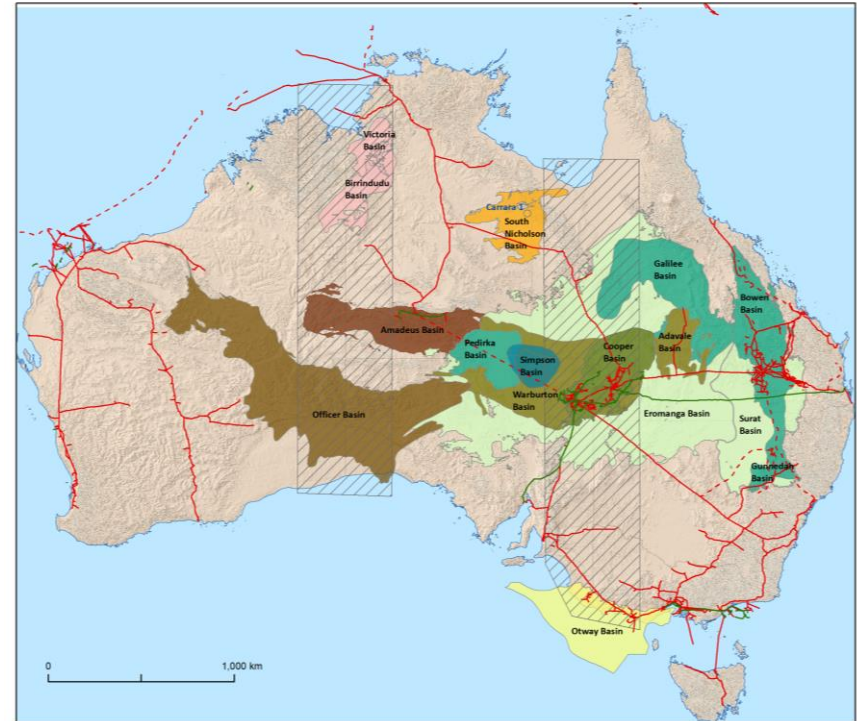 Victoria
Basin
Birrindudu
Basin
Carrara 1
South
Nicholson
Basin
Galilee
Basin
Bowen
Basin
Amadeus Basin
Pedirka
Basin
Simpson
Basin
Cooper
Basin
Adavale
Basin
Warburton
Basin
Officer Basin
Eromanga Basin
Surat
Basin
Gunnedah
Basin
Otway Basin
0
1,000 km